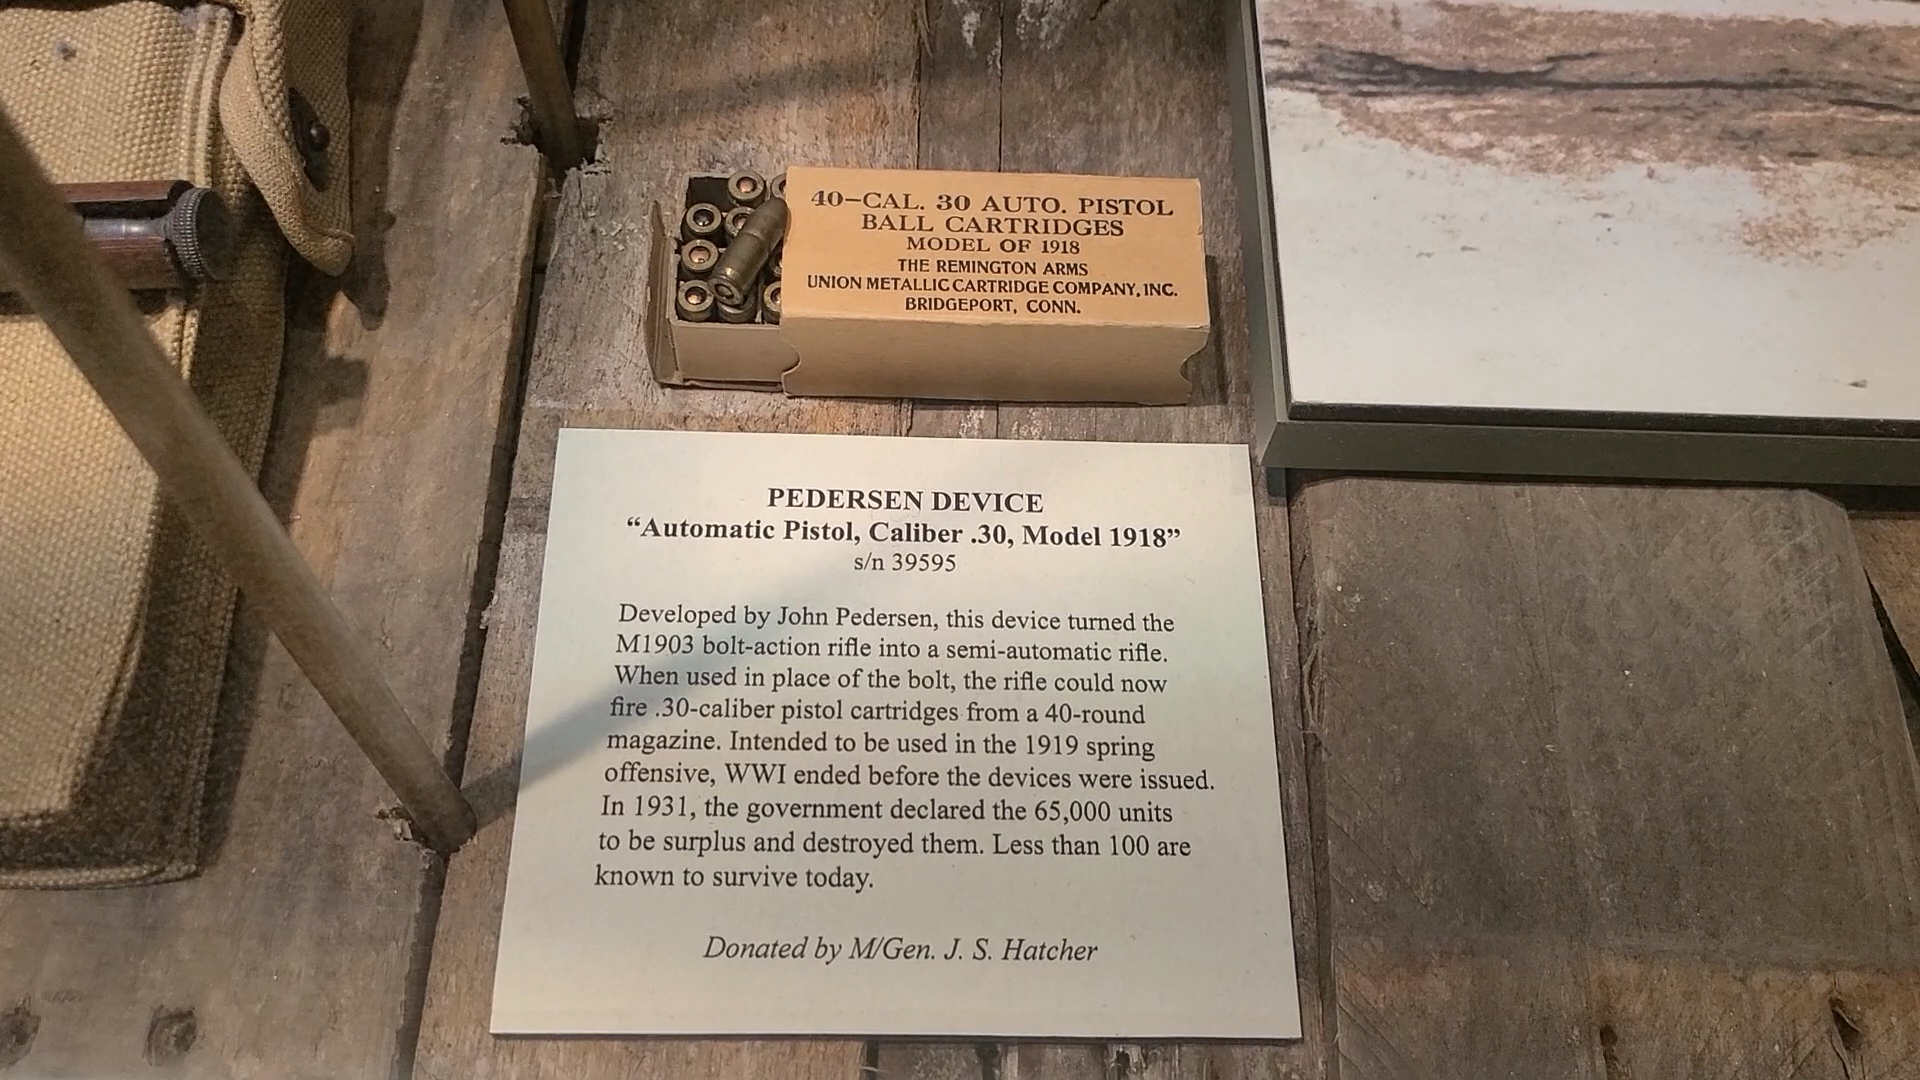 40-CAL. 30 AUTO. PISTOL
BALL CARTRIDGES
MODEL OF 1918
THE REMINGTON ARMS
UNION METALLIC CARTRIDGE COMPANY, INC.
BRIDGEPORT, CONN.
PEDERSEN DEVICE
“Automatic Pistol, Caliber .30, Model 1918”
s/n 39595
Developed by John Pedersen, this device turned the
M1903 bolt-action rifle into a semi-automatic rifle.
When used in place of the bolt, the rifle could now
fire .30-caliber pistol cartridges from a 40-round
magazine. Intended to be used in the 1919 spring
offensive, WWI ended before the devices were issued.
In 1931, the government declared the 65,000 units
to be surplus and destroyed them. Less than 100 are
known to survive today.
Donated by M/Gen. J. S. Hatcher